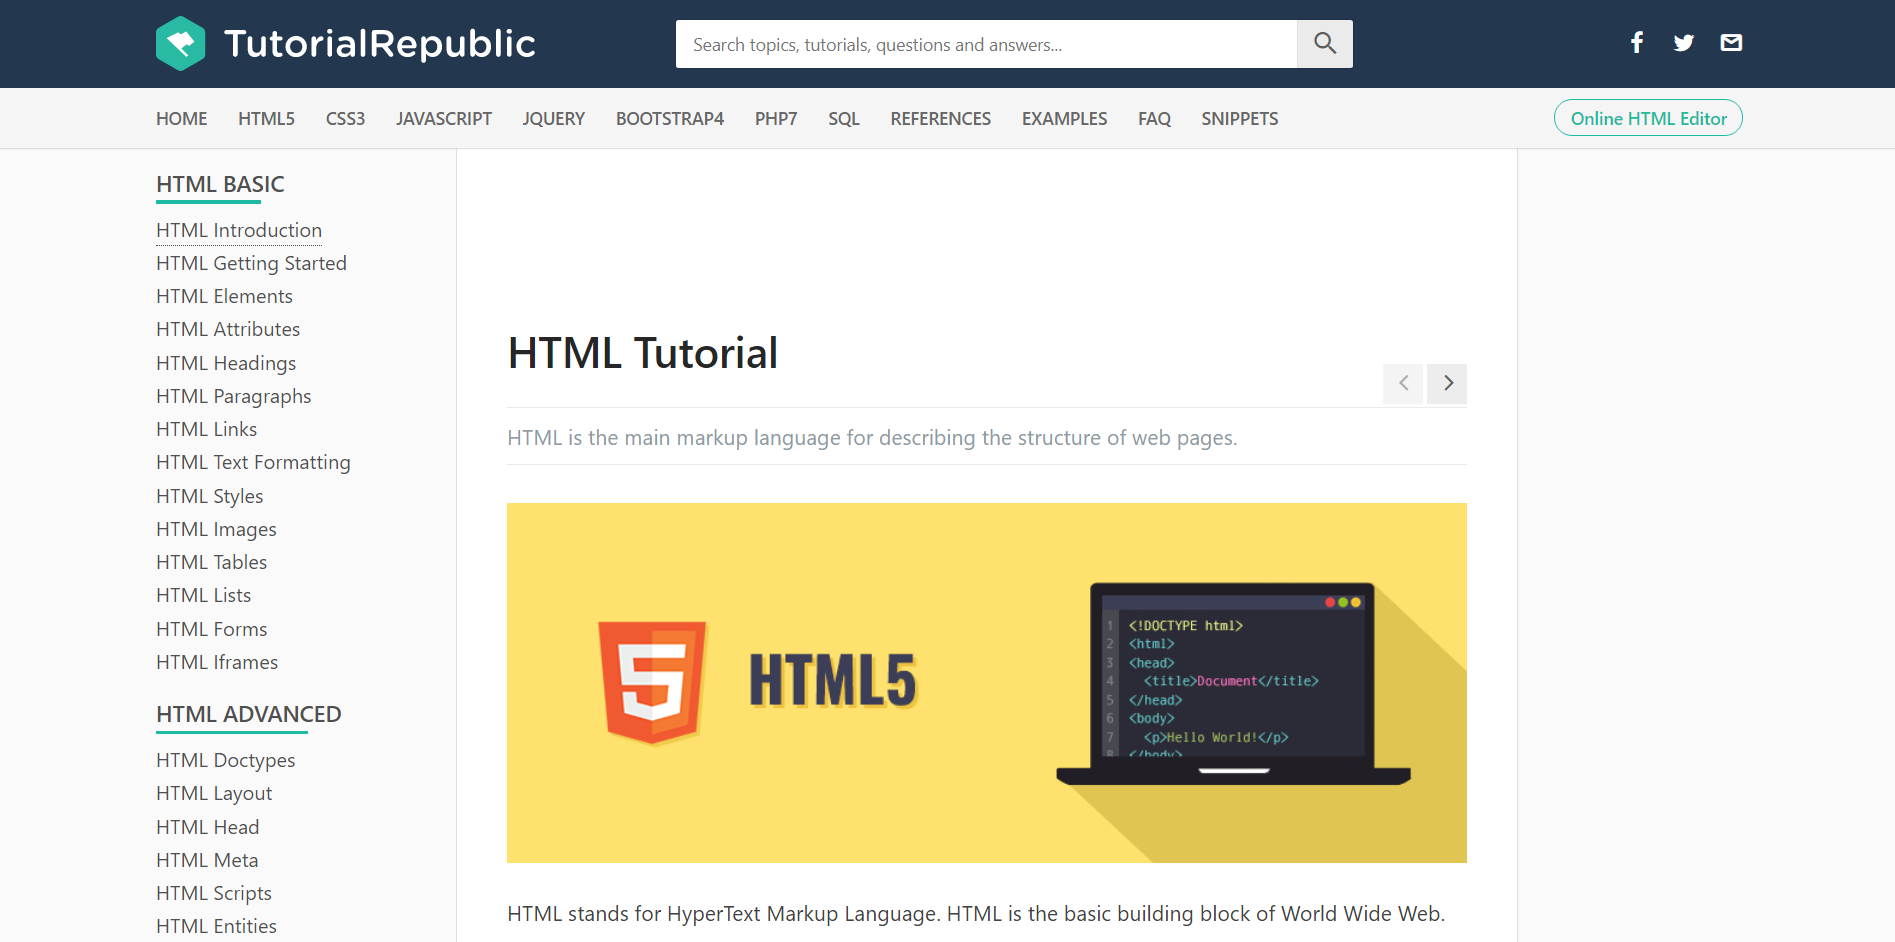 TutorialRepublic
Search topics, tutorials, questions and answers...
HOME HTML5 CSS3 JAVASCRIPT JQUERY BOOTSTRAP4 PHP7 SQL REFERENCES EXAMPLES FAQ SNIPPETS Online HTML Editor
HTML BASIC
HTML Introduction
HTML Getting Started
HTML Elements
HTML Attributes
HTML Headings
HTML Paragraphs
HTML Links
HTML Text Formatting
HTML Styles
HTML Images
HTML Tables
HTML Lists
HTML Forms
HTML Iframes
HTML ADVANCED
HTML Doctypes
HTML Layout
HTML Head
HTML Meta
HTML Scripts
HTML Entities
HTML Tutorial
HTML is the main markup language for describing the structure of web pages.
5
HTML5
1 <!DOCTYPE html>
2 <html>
3 <head>
4 <title>Document</title>
5 </head>
6 <body>
7 <p>Hello World!</p>
8 </body>
HTML stands for HyperText Markup Language. HTML is the basic building block of World Wide Web.